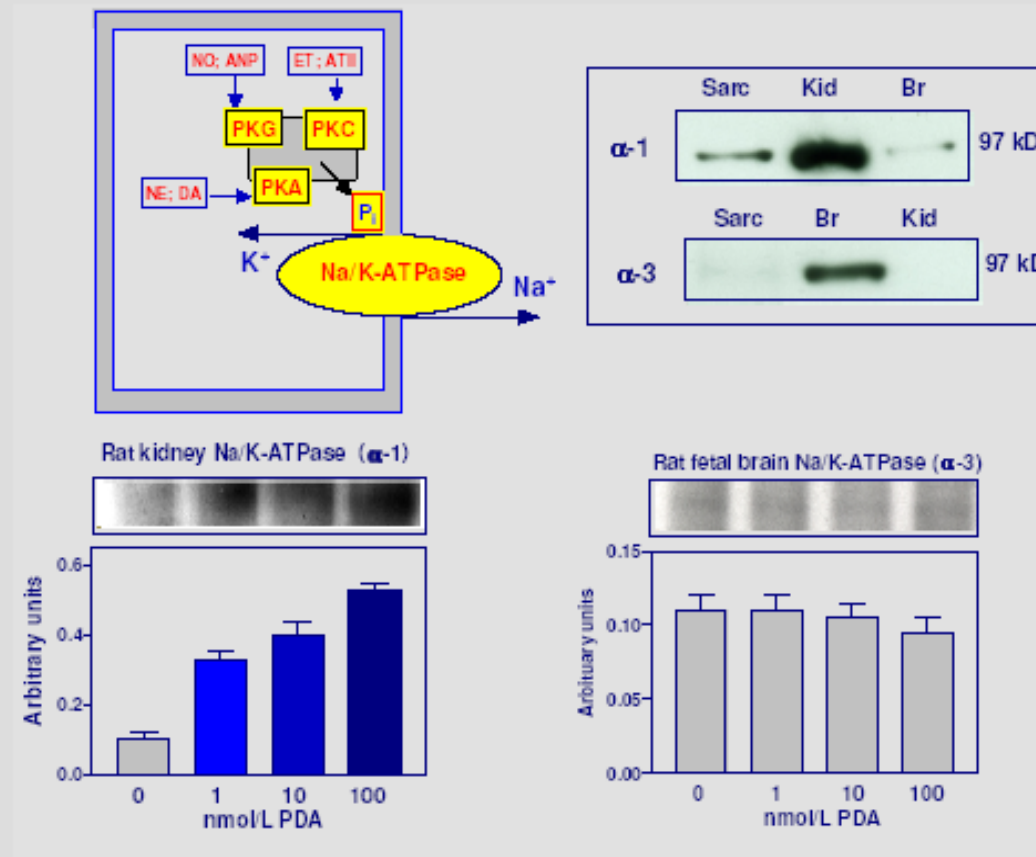 NO; ANP
ET; ATII
PKG
PKC
NE; DA
PKA
Pi
K+
Na/K-ATPase
Na+
Sarc Kid Br
α-1
97 kD
Sarc Br Kid
α-3
97 kD
Rat kidney Na/K-ATPase (α-1)
Arbitrary units
0.6
0.4
0.2
0.0
0 1 10 100
nmol/L PDA
Rat fetal brain Na/K-ATPase (α-3)
Arbituary units
0.15
0.10
0.05
0.00
0 1 10 100
nmol/L PDA